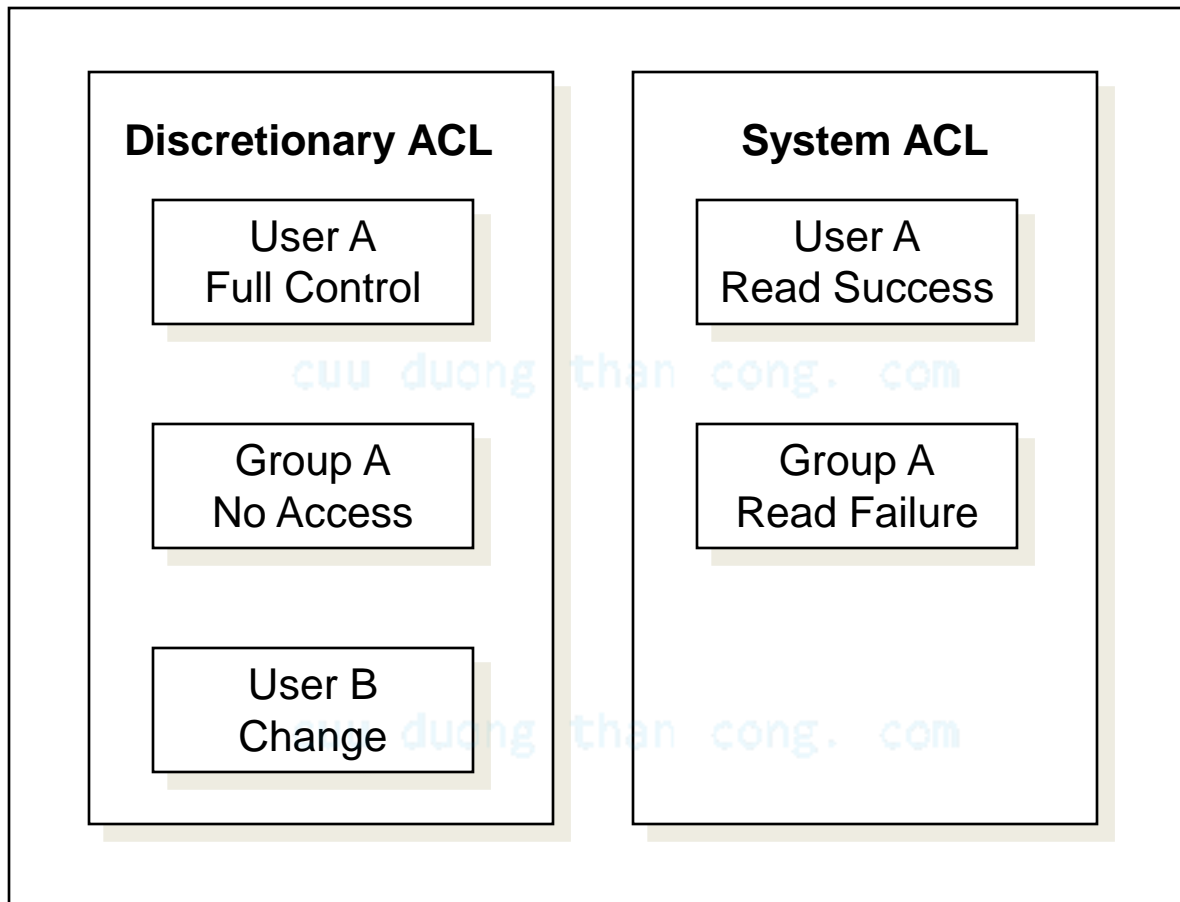 Discretionary ACL
User A
Full Control
Group A
No Access
User B
Change
System ACL
User A
Read Success
Group A
Read Failure
cuu duong than cong. com
cuu duong than cong. com